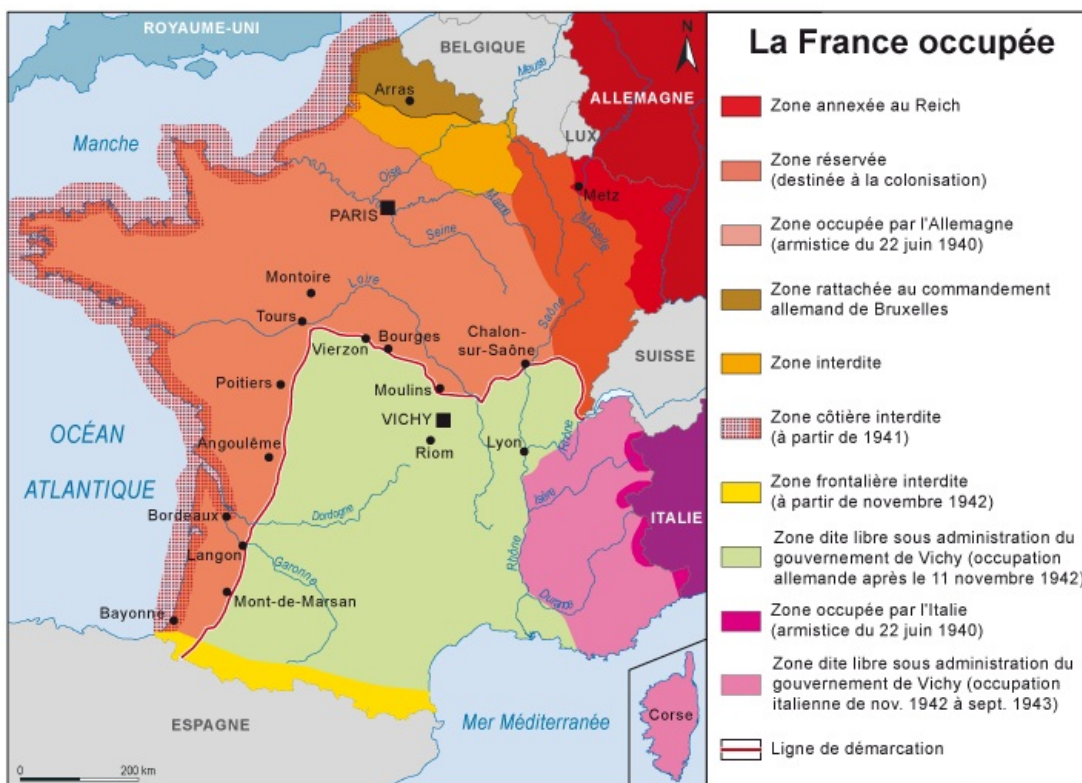 ROYAUME-UNI
BELGIQUE
Meuse
Arras
ALLEMAGNE
LUX
Manche
Oise
Metz
PARIS
Marne
Moselle
Rhin
Seine
Montoire
Loire
Tours
Saône
Bourges
Chalon-
sur-Saône
Vierzon
SUISSE
Poitiers
Moulins
VICHY
OCÉAN
ATLANTIQUE
Angoulême
Riom
Lyon
Rhône
Isère
ITALIE
Bordeaux
Dordogne
Langon
Garonne
Rhône
Bayonne
Mont-de-Marsan
Durance
ESPAGNE
Mer Méditerranée
Corse
0
200 km
N
La France occupée
Zone annexée au Reich
Zone réservée
(destinée à la colonisation)
Zone occupée par l'Allemagne
(armistice du 22 juin 1940)
Zone rattachée au commandement
allemand de Bruxelles
Zone interdite
Zone côtière interdite
(à partir de 1941)
Zone frontalière interdite
(à partir de novembre 1942)
Zone dite libre sous administration du
gouvernement de Vichy (occupation
allemande après le 11 novembre 1942)
Zone occupée par l'Italie
(armistice du 22 juin 1940)
Zone dite libre sous administration du
gouvernement de Vichy (occupation
italienne de nov. 1942 à sept. 1943)
Ligne de démarcation